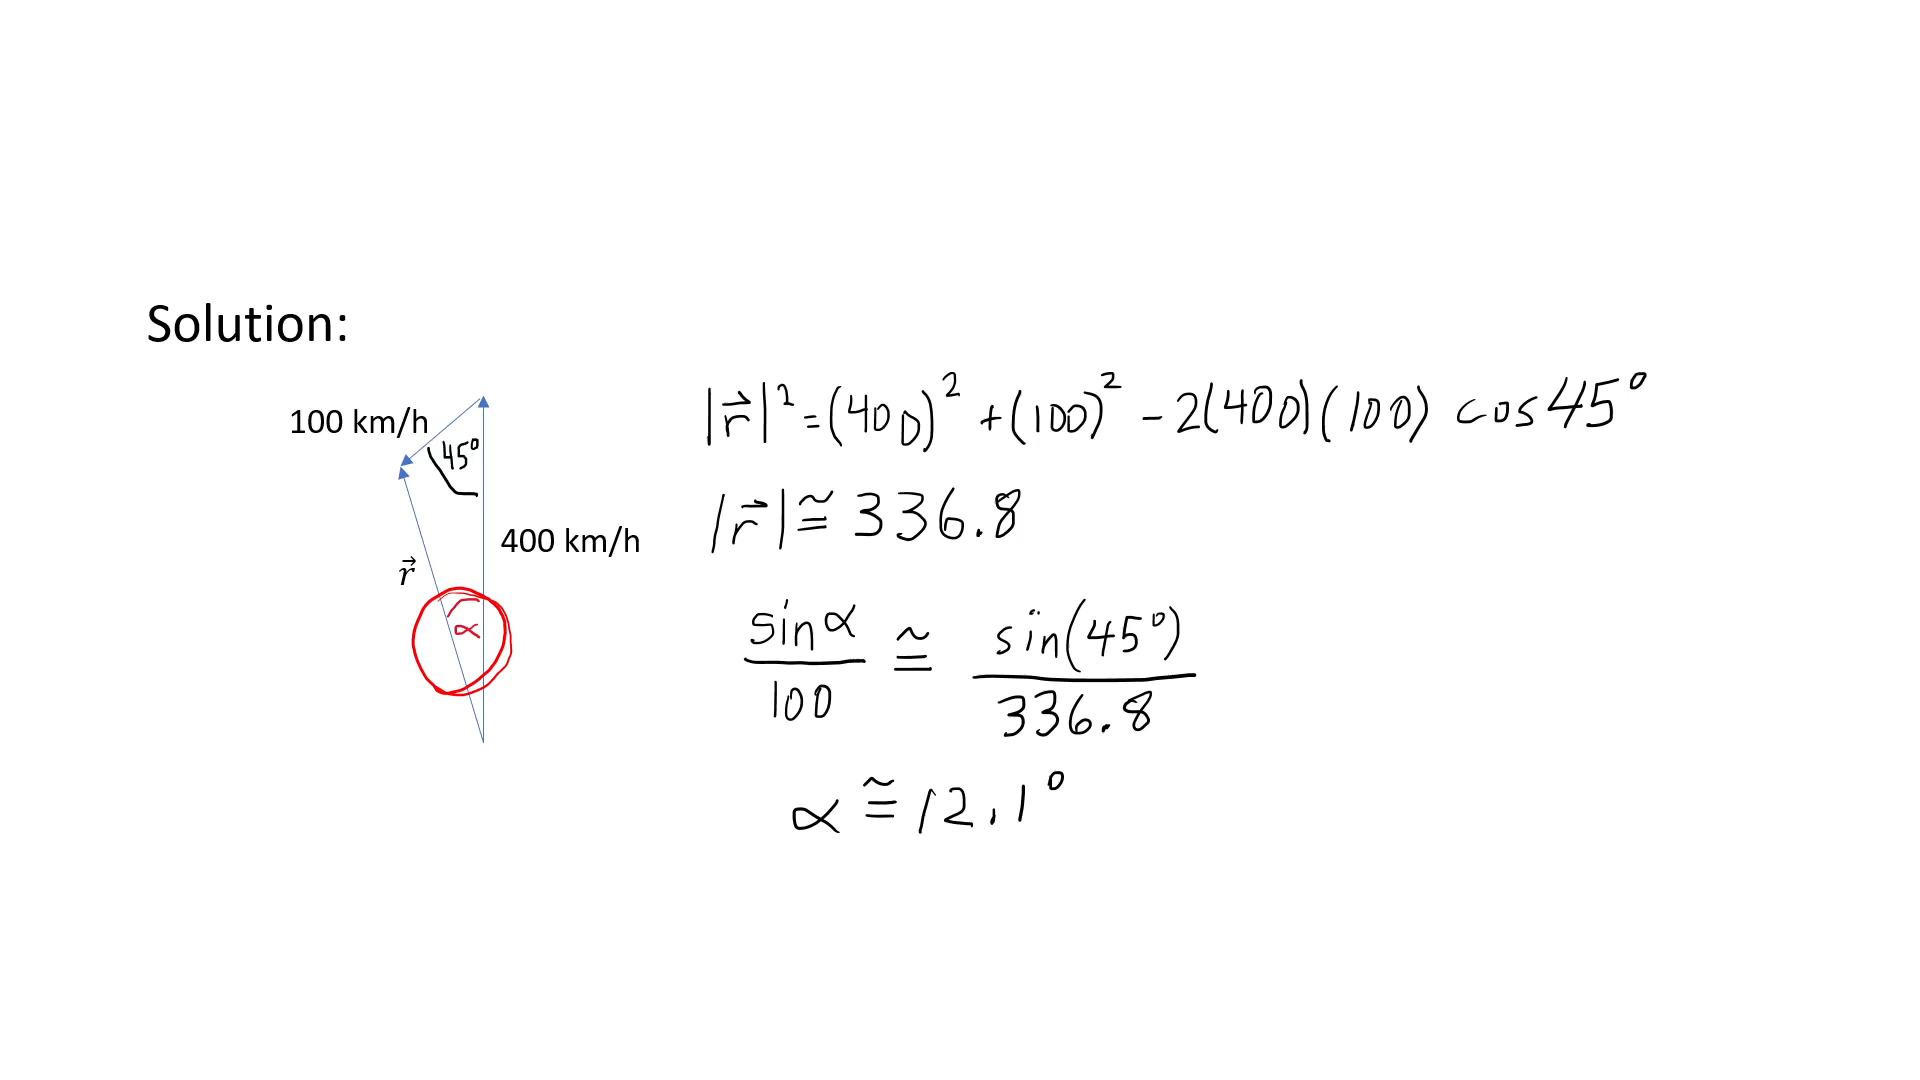 Solution:
100 km/h
45°
400 km/h
r⃗
α
|r⃗|² = (400)² + (100)² - 2(400)(100) cos 45°
|r⃗| ≅ 336.8
sin α / 100 ≅ sin(45°) / 336.8
α ≅ 12.1°